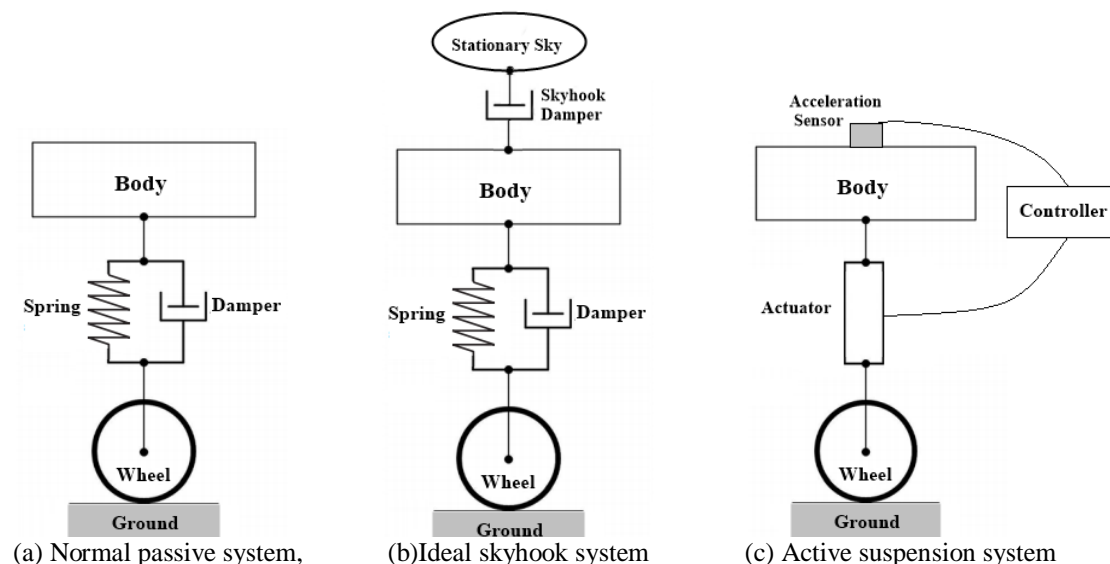 Body
Spring
Damper
Wheel
Ground
(a) Normal passive system,
Stationary Sky
Skyhook
Damper
Body
Spring
Damper
Wheel
Ground
(b)Ideal skyhook system
Acceleration
Sensor
Body
Controller
Actuator
Wheel
Ground
(c) Active suspension system